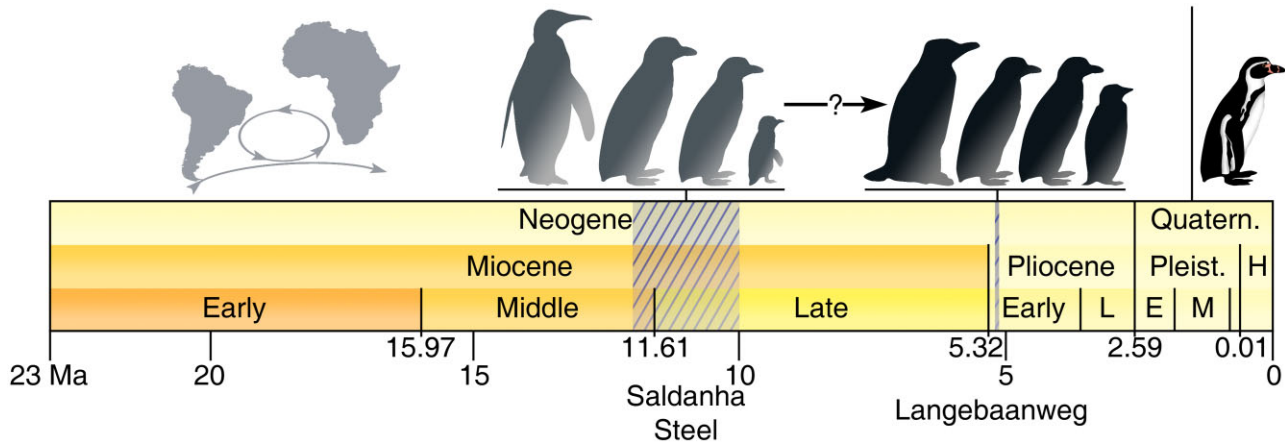 ?
Neogene
Quatern.
Miocene
Pliocene
Pleist.
H
Early
Middle
Late
Early
L
E
M
15.97
11.61
5.32
2.59
0.01
23 Ma
20
15
10
5
0
Saldanha
Steel
Langebaanweg